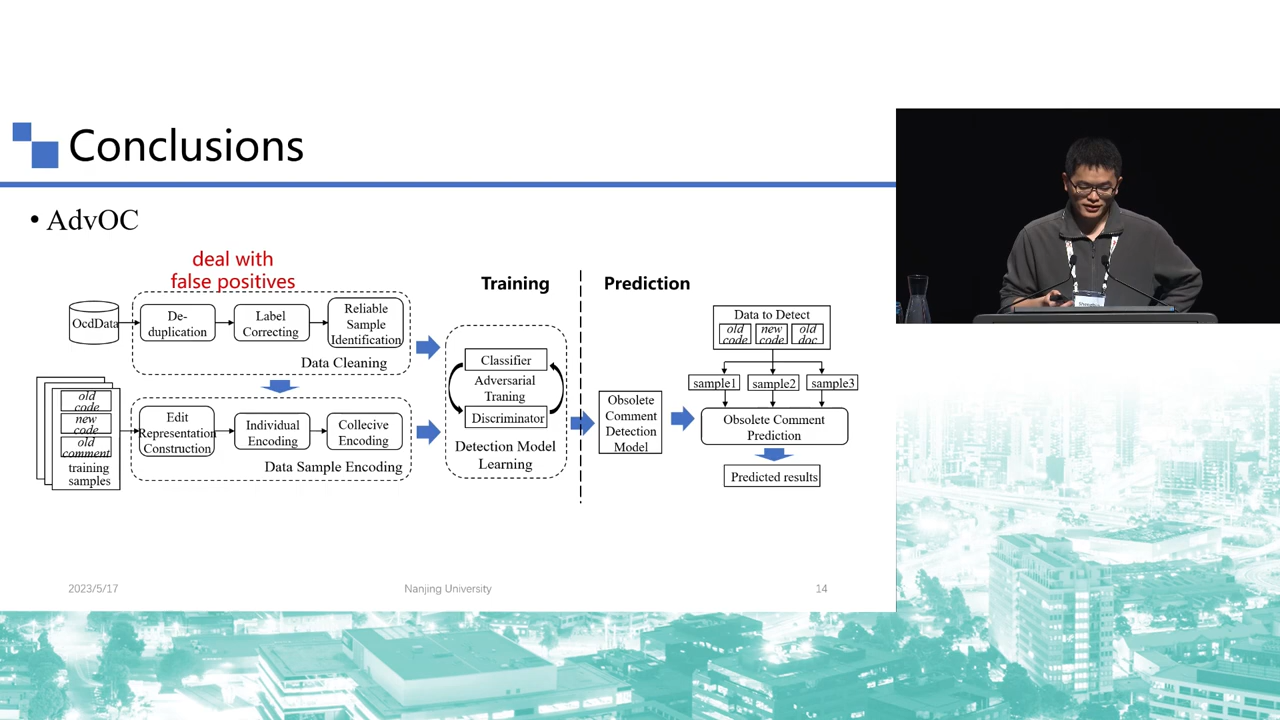 Conclusions
• AdvOC
deal with
false positives
Training
Prediction
OcdData
De-
duplication
Label
Correcting
Reliable
Sample
Identification
Data Cleaning
old
code
new
code
old
comment
training
samples
Edit
Representation
Construction
Individual
Encoding
Collecive
Encoding
Data Sample Encoding
Classifier
Adversarial
Traning
Discriminator
Detection Model
Learning
Obsolete
Comment
Detection
Model
Data to Detect
old
code
new
code
old
doc
sample1
sample2
sample3
Obsolete Comment
Prediction
Predicted results
2023/5/17
Nanjing University
14